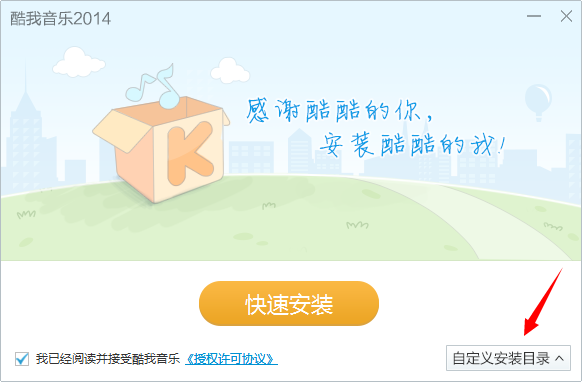 酷我音乐2014
感谢酷酷的你,
安装酷酷的我!
K
快速安装
我已经阅读并接受酷我音乐 《授权许可协议》
自定义安装目录